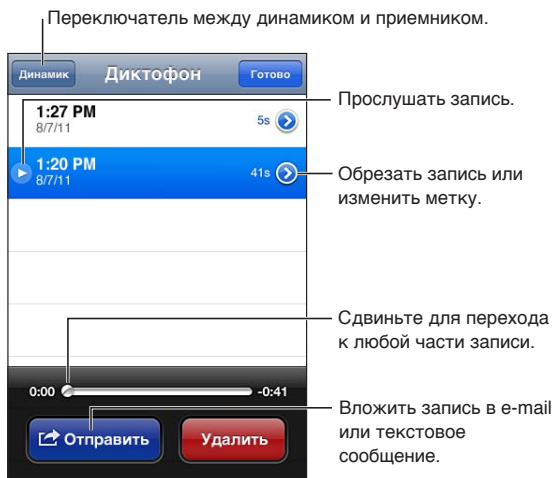 Переключатель между динамиком и приемником.
Динамик Диктофон Готово
1:27 PM
8/7/11
5s
Прослушать запись.
1:20 PM
8/7/11
41s
Обрезать запись или
изменить метку.
Сдвиньте для перехода
к любой части записи.
0:00 -0:41
Отправить Удалить
Вложить запись в e-mail
или текстовое
сообщение.